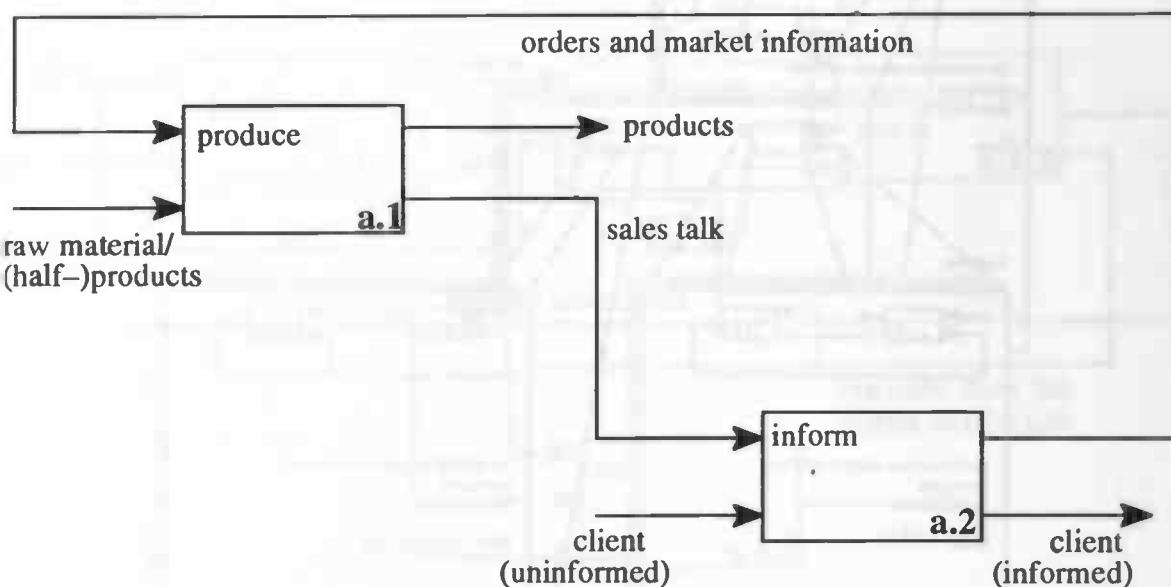 orders and market information
produce
products
a.1
sales talk
raw material/
(half–)products
inform
a.2
client
(uninformed)
client
(informed)